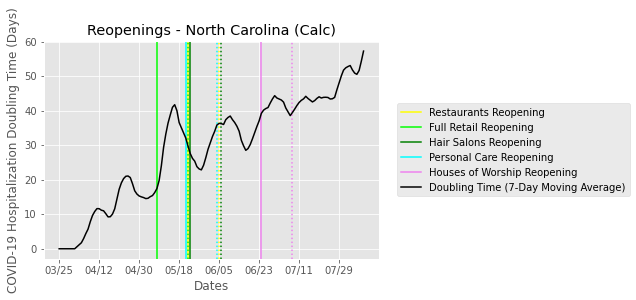 Reopenings - North Carolina (Calc)
COVID-19 Hospitalization Doubling Time (Days)
60
50
40
30
20
10
0
03/25 04/12 04/30 05/18 06/05 06/23 07/11 07/29
Dates
Restaurants Reopening
Full Retail Reopening
Hair Salons Reopening
Personal Care Reopening
Houses of Worship Reopening
Doubling Time (7-Day Moving Average)